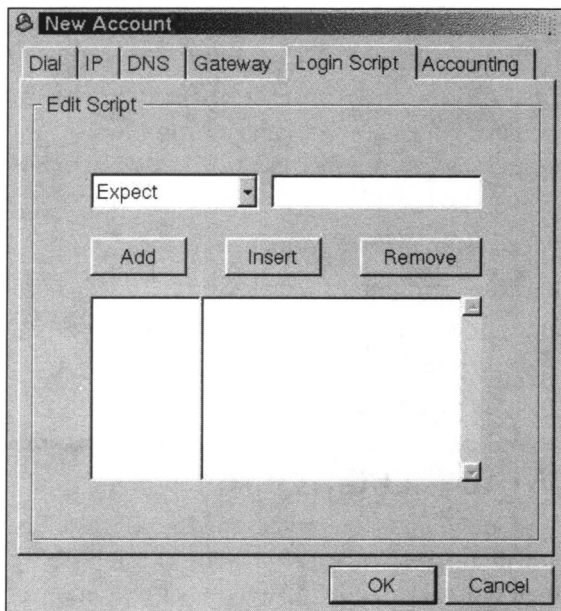 New Account
Dial IP DNS Gateway Login Script Accounting
Edit Script
Expect
Add Insert Remove
OK Cancel